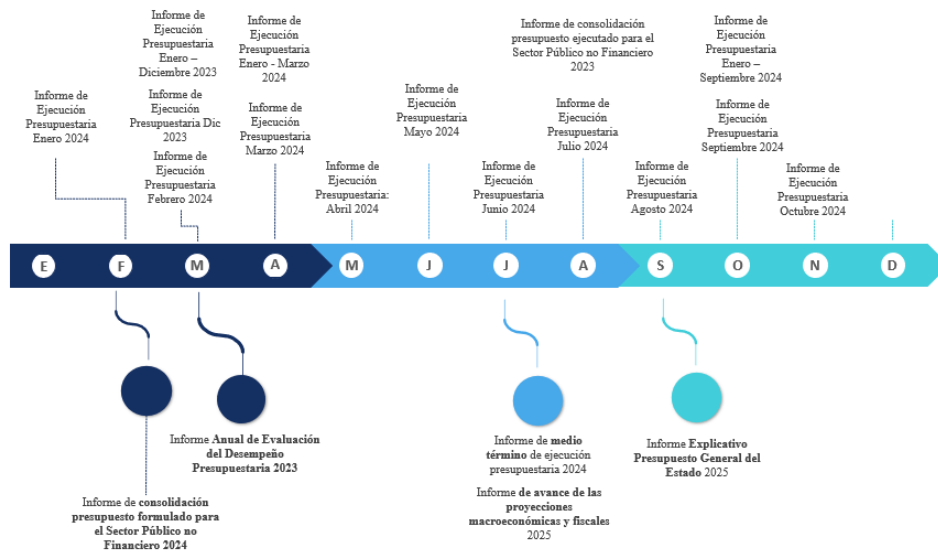 Informe de
Ejecución
Presupuestaria
Enero 2024
Informe de
Ejecución
Presupuestaria
Enero –
Diciembre 2023
Informe de
Ejecución
Presupuestaria Dic
2023
Informe de
Ejecución
Presupuestaria
Febrero 2024
Informe de
Ejecución
Presupuestaria
Enero - Marzo
2024
Informe de
Ejecución
Presupuestaria
Marzo 2024
Informe de
Ejecución
Presupuestaria:
Abril 2024
Informe de
Ejecución
Presupuestaria
Mayo 2024
Informe de
Ejecución
Presupuestaria
Junio 2024
Informe de consolidación
presupuesto ejecutado para el
Sector Público no Financiero
2023
Informe de
Ejecución
Presupuestaria
Julio 2024
Informe de
Ejecución
Presupuestaria
Agosto 2024
Informe de
Ejecución
Presupuestaria
Enero –
Septiembre 2024
Informe de
Ejecución
Presupuestaria
Septiembre 2024
Informe de
Ejecución
Presupuestaria
Octubre 2024
E F M A M J J A S O N D
Informe de consolidación
presupuesto formulado para
el Sector Público no
Financiero 2024
Informe Anual de Evaluación
del Desempeño
Presupuestaria 2023
Informe de medio
término de ejecución
presupuestaria 2024
Informe de avance de las
proyecciones
macroeconómicas y fiscales
2025
Informe Explicativo
Presupuesto General del
Estado 2025